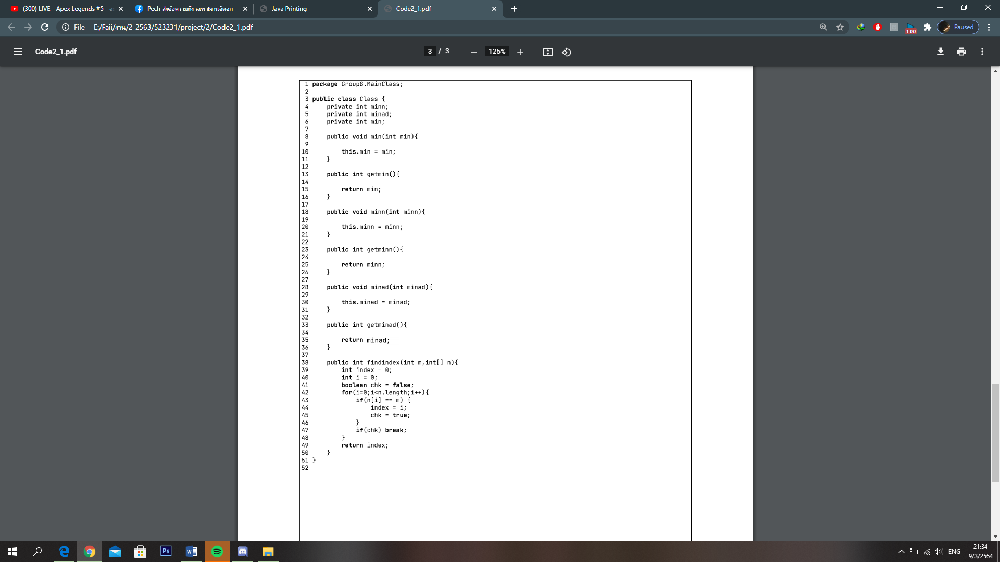 (300) LIVE - Apex Legends #5 -
Pech ส่งข้อความถึง เฉพาะงานอีดอก
Java Printing
Code2_1.pdf
File E:/Faii/งาน/2-2563/523231/project/2/Code2_1.pdf
1.00
Paused
Code2_1.pdf
3 / 3
125%
1 package Group8.MainClass;
2
3 public class Class {
4     private int minn;
5     private int minad;
6     private int min;
7
8     public void min(int min){
9
10         this.min = min;
11     }
12
13     public int getmin(){
14
15         return min;
16     }
17
18     public void minn(int minn){
19
20         this.minn = minn;
21     }
22
23     public int getminn(){
24
25         return minn;
26     }
27
28     public void minad(int minad){
29
30         this.minad = minad;
31     }
32
33     public int getminad(){
34
35         return minad;
36     }
37
38     public int findindex(int m,int[] n){
39         int index = 0;
40         int i = 0;
41         boolean chk = false;
42         for(i=0;i<n.length;i++){
43             if(n[i] == m) {
44                 index = i;
45                 chk = true;
46             }
47             if(chk) break;
48         }
49         return index;
50     }
51 }
52
Ps
ENG
21:34
9/3/2564